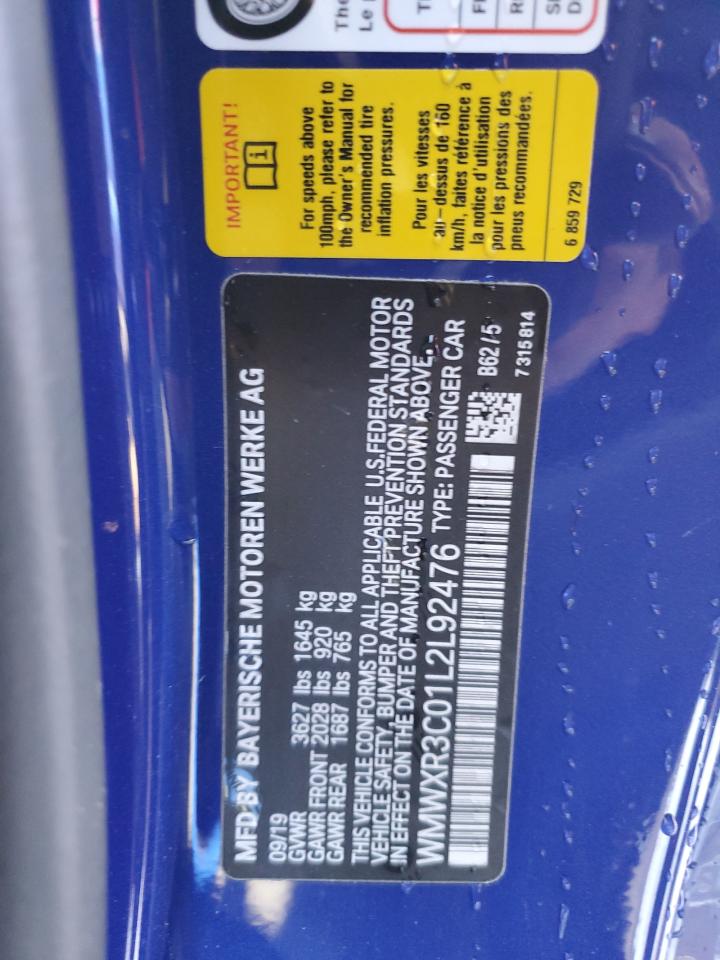 The
Le
IMPORTANT!
For speeds above
100mph, please refer to
the Owner's Manual for
recommended tire
inflation pressures.
Pour les vitesses
au-dessus de 160
km/h, faites référence à
la notice d'utilisation
pour les pressions des
pneus recommandées.
6 859 729
MFD BY BAYERISCHE MOTOREN WERKE AG
09/19
GVWR 3627 lbs 1645 kg
GAWR FRONT 2028 lbs 920 kg
GAWR REAR 1687 lbs 765 kg
THIS VEHICLE CONFORMS TO ALL APPLICABLE U.S.FEDERAL MOTOR
VEHICLE SAFETY, BUMPER AND THEFT PREVENTION STANDARDS
IN EFFECT ON THE DATE OF MANUFACTURE SHOWN ABOVE.
WMWXR3C01L2L92476 TYPE: PASSENGER CAR
B62/5
7315814